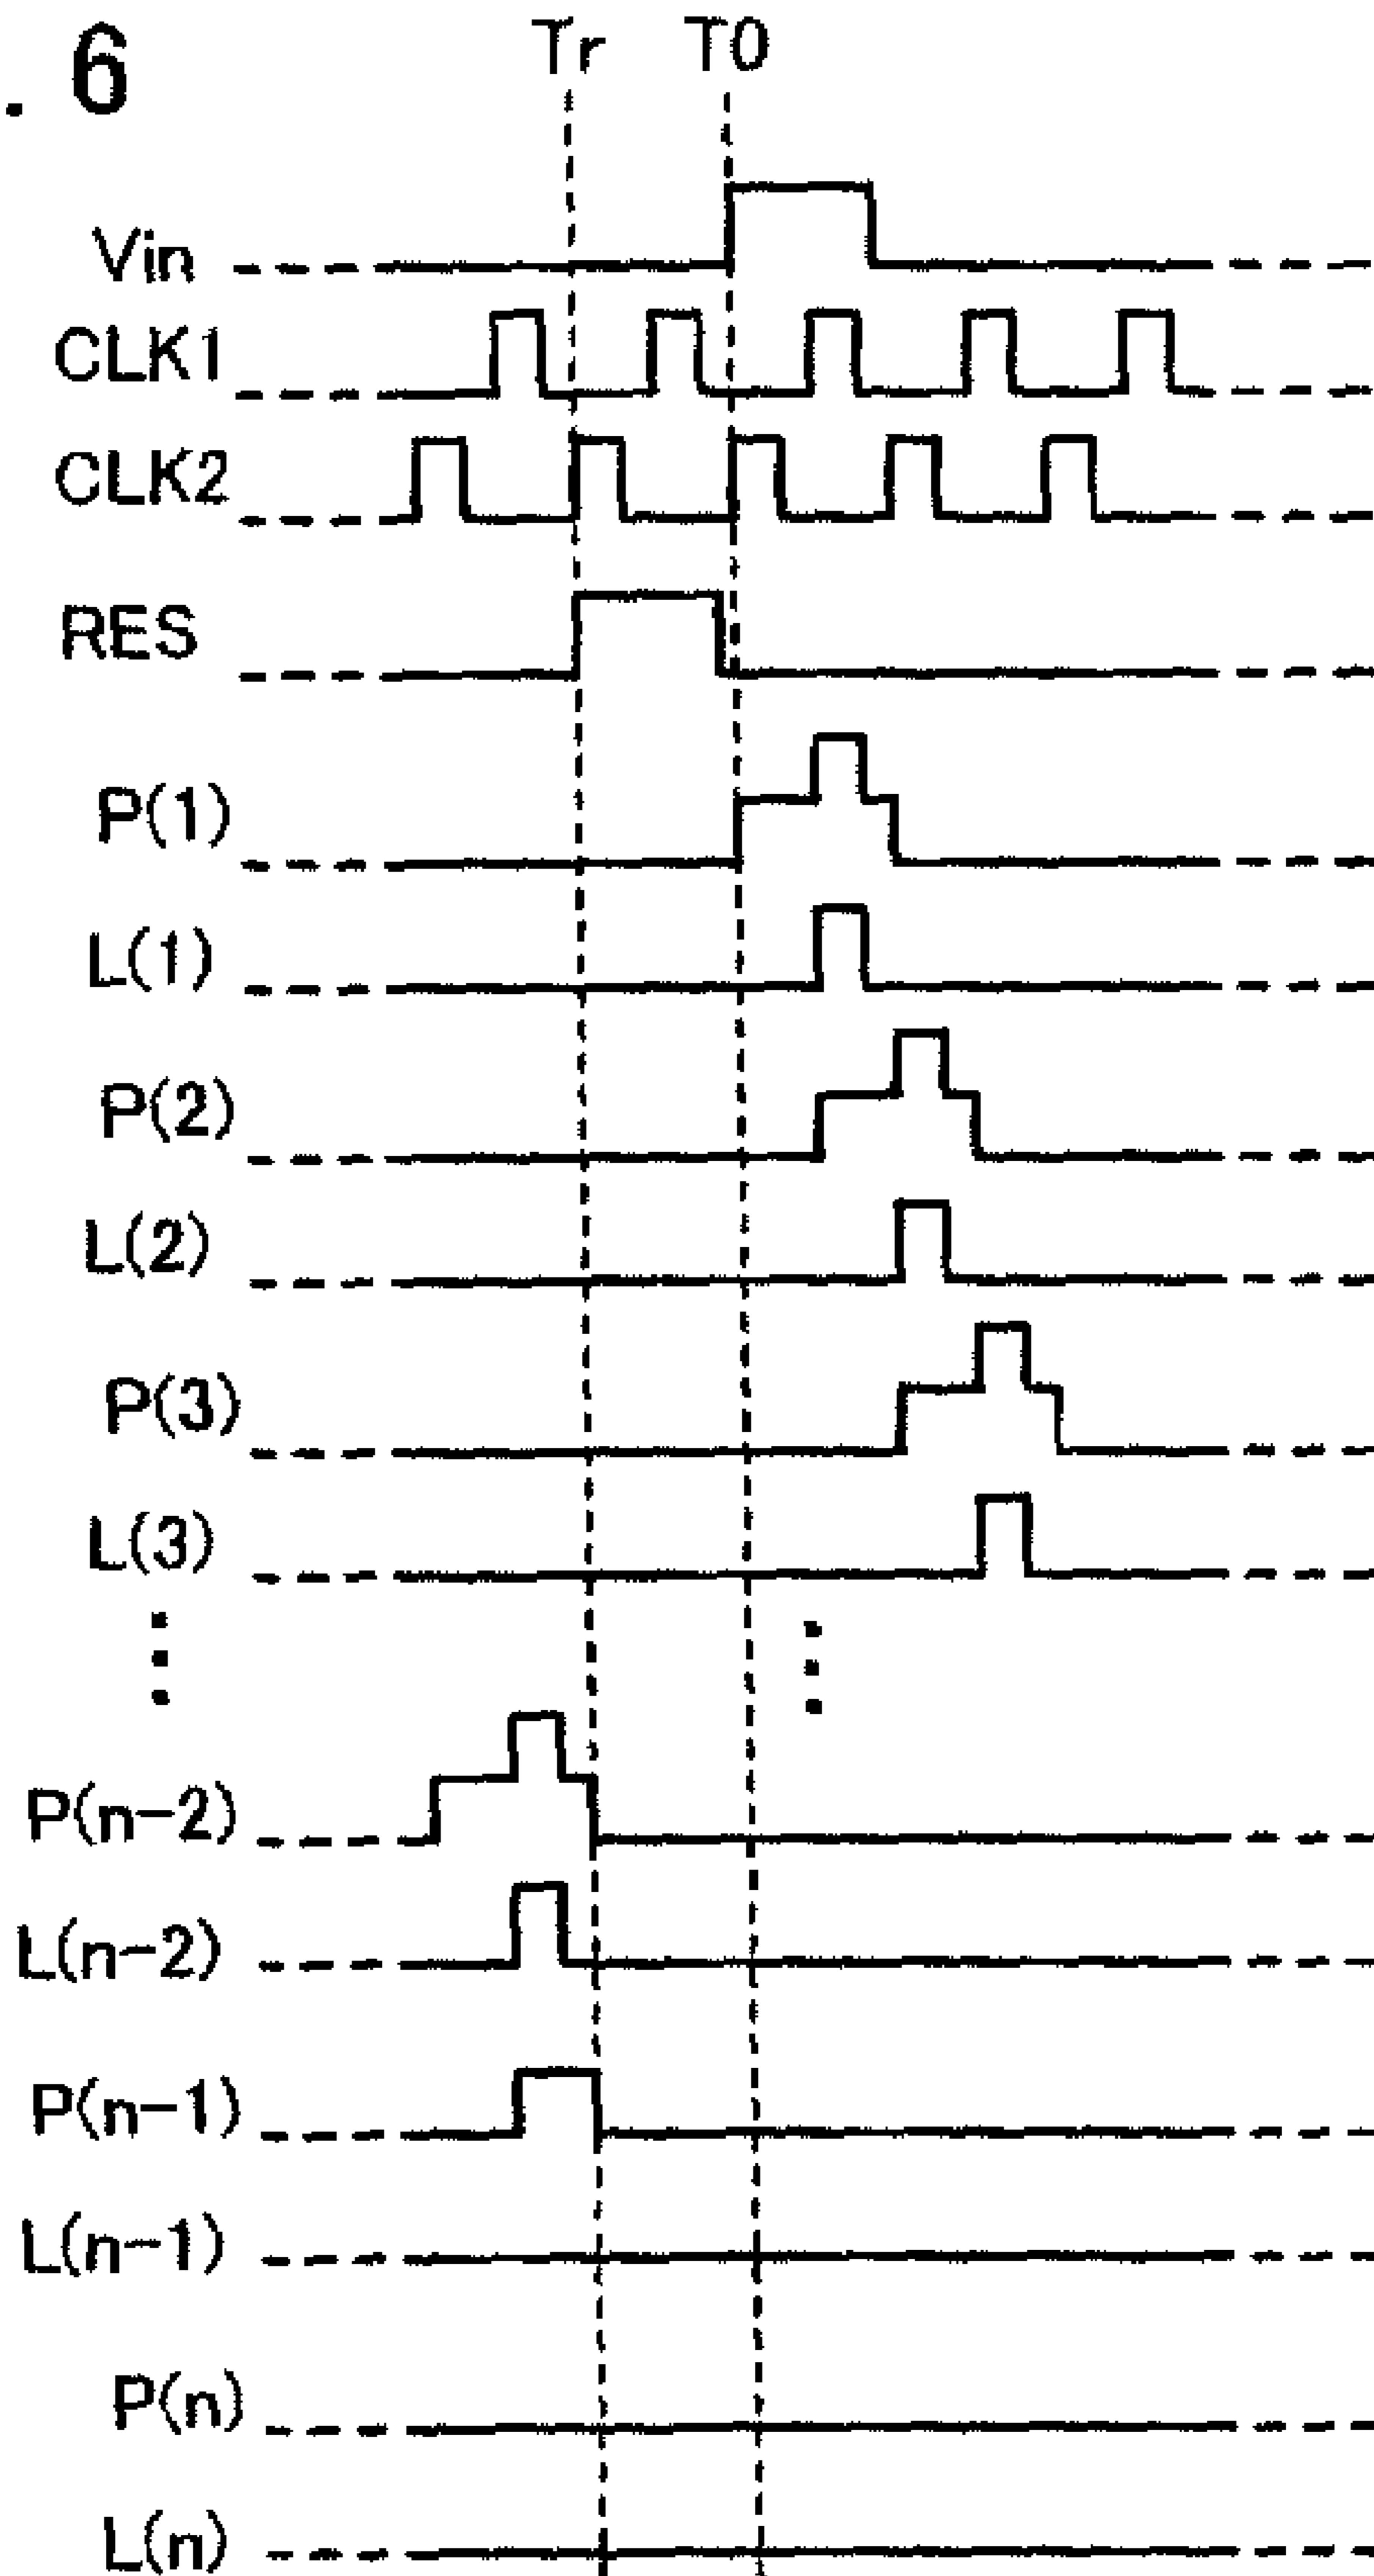 . 6
Tr T0
Vin
CLK1
CLK2
RES
P(1)
L(1)
P(2)
L(2)
P(3)
L(3)
P(n-2)
L(n-2)
P(n-1)
L(n-1)
P(n)
L(n)